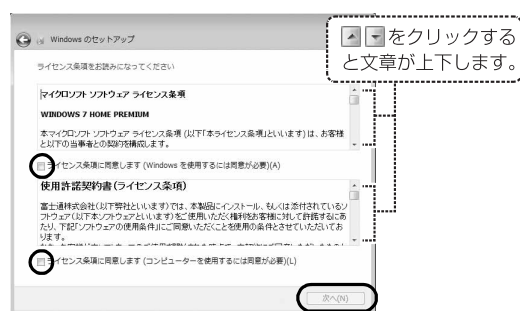 Windows のセットアップ
をクリックする
と文章が上下します。
ライセンス条項をお読みになってください
マイクロソフト ソフトウェア ライセンス条項
WINDOWS 7 HOME PREMIUM
本マイクロソフト ソフトウェア ライセンス条項 (以下「本ライセンス条項」といいます) は、お客様
と以下の当事者との契約を構成します。
ライセンス条項に同意します (Windows を使用するには同意が必要)(A)
使用許諾契約書(ライセンス条項)
富士通株式会社(以下弊社といいます)では、本製品にインストール、もしくは添付されているソ
フトウェア(以下本ソフトウェアといいます)をご使用いただく権利をお客様に対して許諾するにあ
たり、下記「ソフトウェアの使用条件」にご同意いただくことを使用の条件とさせていただいてお
ります。
ライセンス条項に同意します (コンピューターを使用するには同意が必要)(L)
次へ(N)